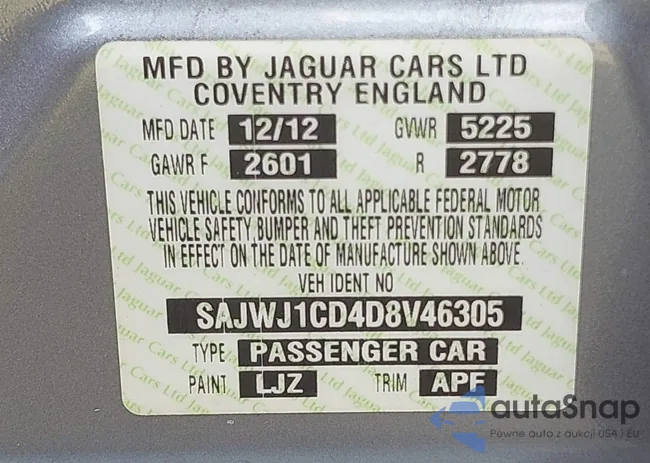 MFD BY JAGUAR CARS LTD
COVENTRY ENGLAND
MFD DATE 12/12 GVWR 5225
GAWR F 2601 R 2778
THIS VEHICLE CONFORMS TO ALL APPLICABLE FEDERAL MOTOR
VEHICLE SAFETY, BUMPER AND THEFT PREVENTION STANDARDS
IN EFFECT ON THE DATE OF MANUFACTURE SHOWN ABOVE.
VEH IDENT NO
SAJWJ1CD4D8V46305
TYPE PASSENGER CAR
PAINT LJZ TRIM APF
autaSnap
Pewne auto z aukcji USA i EU